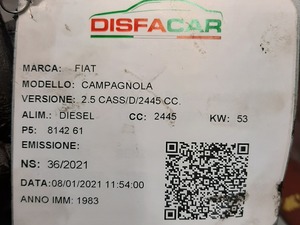 DISFACAR
MARCA: FIAT
MODELLO: CAMPAGNOLA
VERSIONE: 2.5 CASS/D/2445 CC.
ALIM.: DIESEL CC: 2445 KW: 53
P5: 8142 61
EMISSIONE:
NS: 36/2021
DATA:08/01/2021 11:54:00
ANNO IMM: 1983